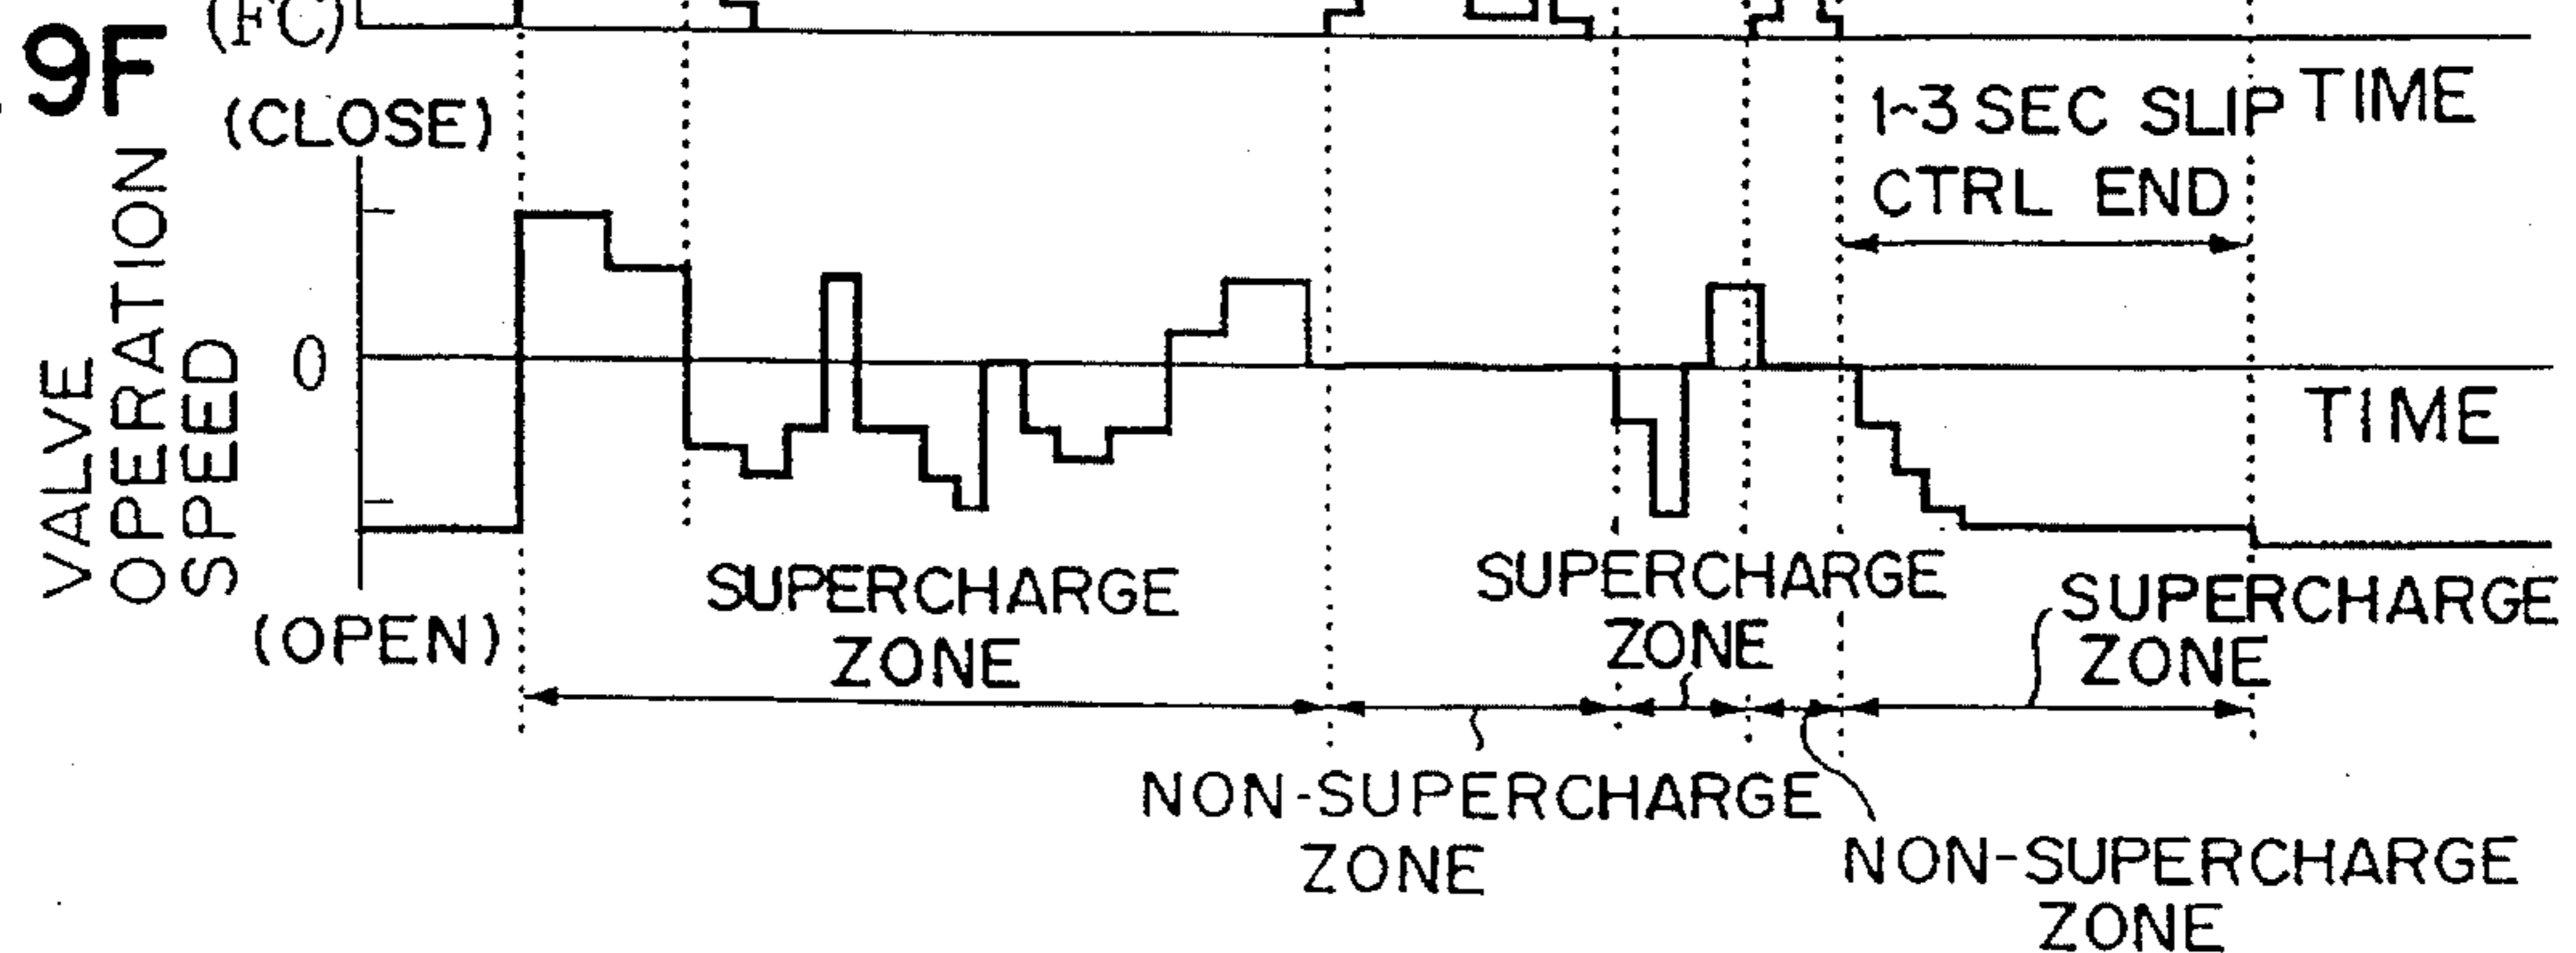 (FC)
9F
(CLOSE)
TIME
1~3 SEC SLIP
CTRL END
VALVE
OPERATION
SPEED
0
TIME
(OPEN)
SUPERCHARGE
ZONE
SUPERCHARGE
ZONE
SUPERCHARGE
ZONE
NON-SUPERCHARGE
ZONE
NON-SUPERCHARGE
ZONE